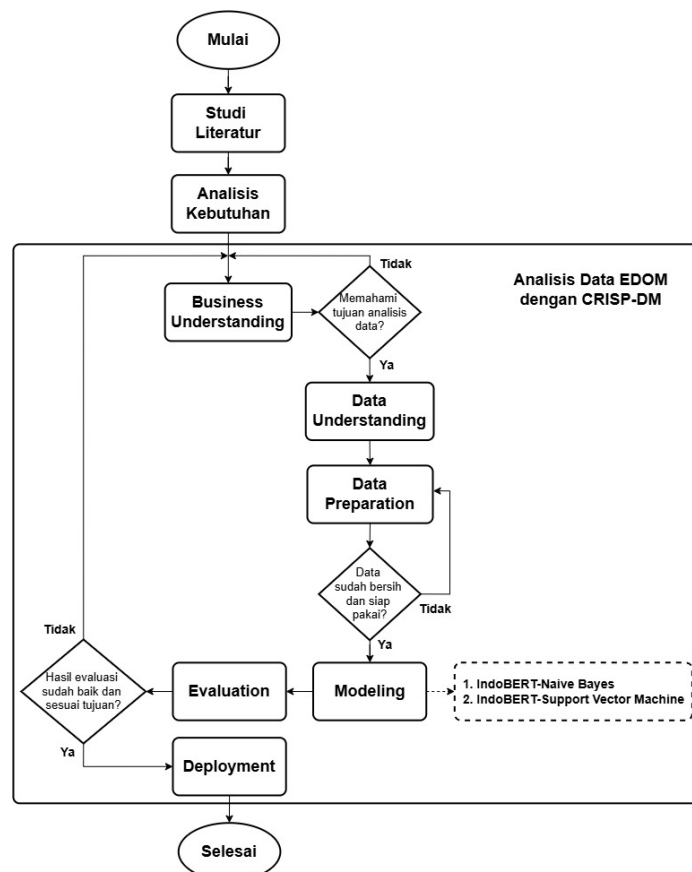 Mulai
Studi
Literatur
Analisis
Kebutuhan
Analisis Data EDOM
dengan CRISP-DM
Tidak
Business
Understanding
Memahami
tujuan analisis
data?
Ya
Data
Understanding
Data
Preparation
Data
sudah bersih
dan siap
pakai?
Tidak
Ya
Modeling
1. IndoBERT-Naive Bayes
2. IndoBERT-Support Vector Machine
Evaluation
Tidak
Hasil evaluasi
sudah baik dan
sesuai tujuan?
Ya
Deployment
Selesai